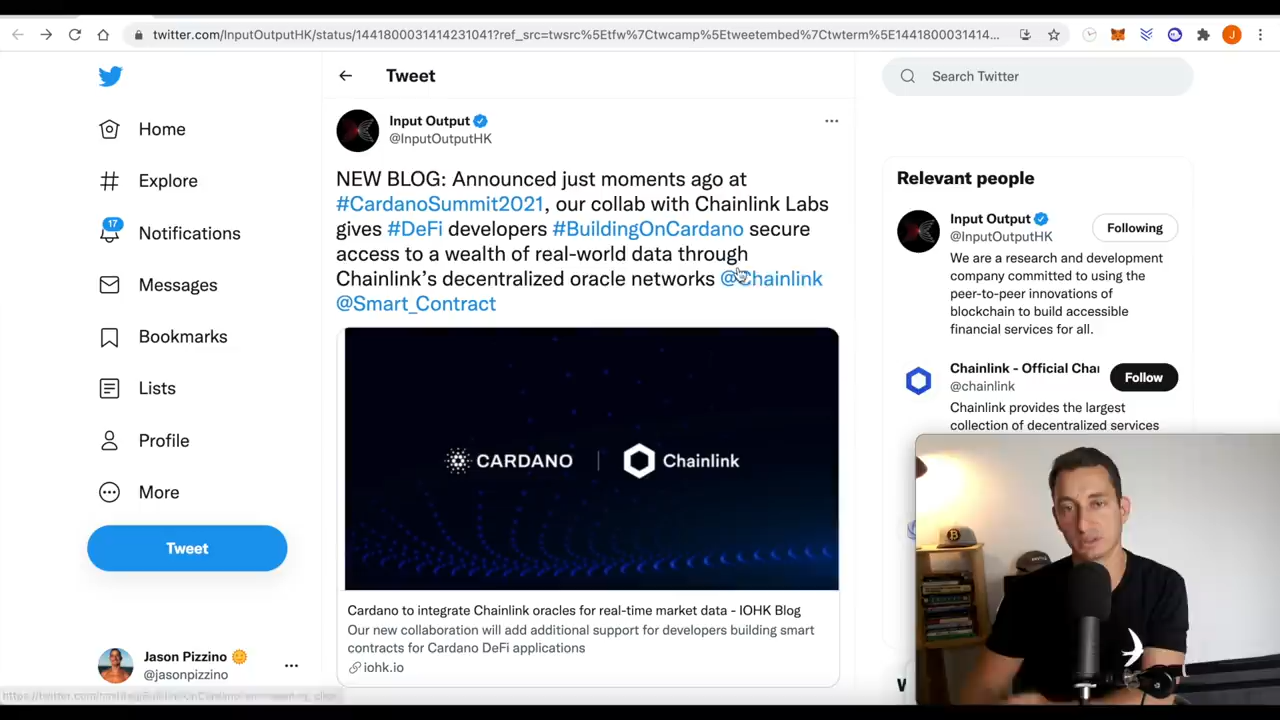 twitter.com/InputOutputHK/status/1441800031414231041?ref_src=twsrc%5Etfw%7Ctwcamp%5Etweetembed%7Ctwterm%5E1441800031414...
J
Home
Explore
17
Notifications
Messages
Bookmarks
Lists
Profile
More
Tweet
Jason Pizzino
@jasonpizzino
Tweet
Input Output
@InputOutputHK
NEW BLOG: Announced just moments ago at
#CardanoSummit2021, our collab with Chainlink Labs
gives #DeFi developers #BuildingOnCardano secure
access to a wealth of real-world data through
Chainlink’s decentralized oracle networks @Chainlink
@Smart_Contract
CARDANO | Chainlink
Cardano to integrate Chainlink oracles for real-time market data - IOHK Blog
Our new collaboration will add additional support for developers building smart
contracts for Cardano DeFi applications
iohk.io
Search Twitter
Relevant people
Input Output
@InputOutputHK
Following
We are a research and development
company committed to using the
peer-to-peer innovations of
blockchain to build accessible
financial services for all.
Chainlink - Official Cha
@chainlink
Follow
Chainlink provides the largest
collection of decentralized services